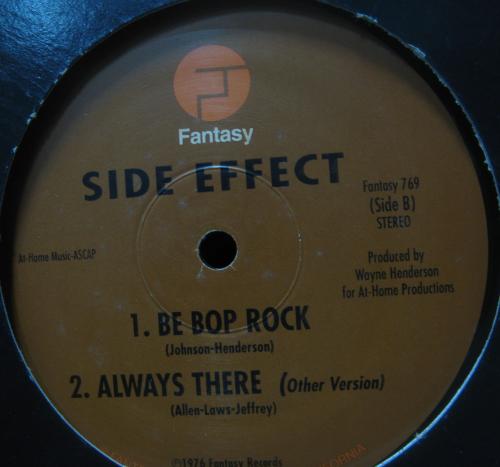 Fantasy
SIDE EFFECT
Fantasy 769
(Side B)
STEREO
At-Home Music-ASCAP
Produced by
Wayne Henderson
for At-Home Productions
1. BE BOP ROCK
(Johnson-Henderson)
2. ALWAYS THERE (Other Version)
(Allen-Laws-Jeffrey)
©1976 Fantasy Records